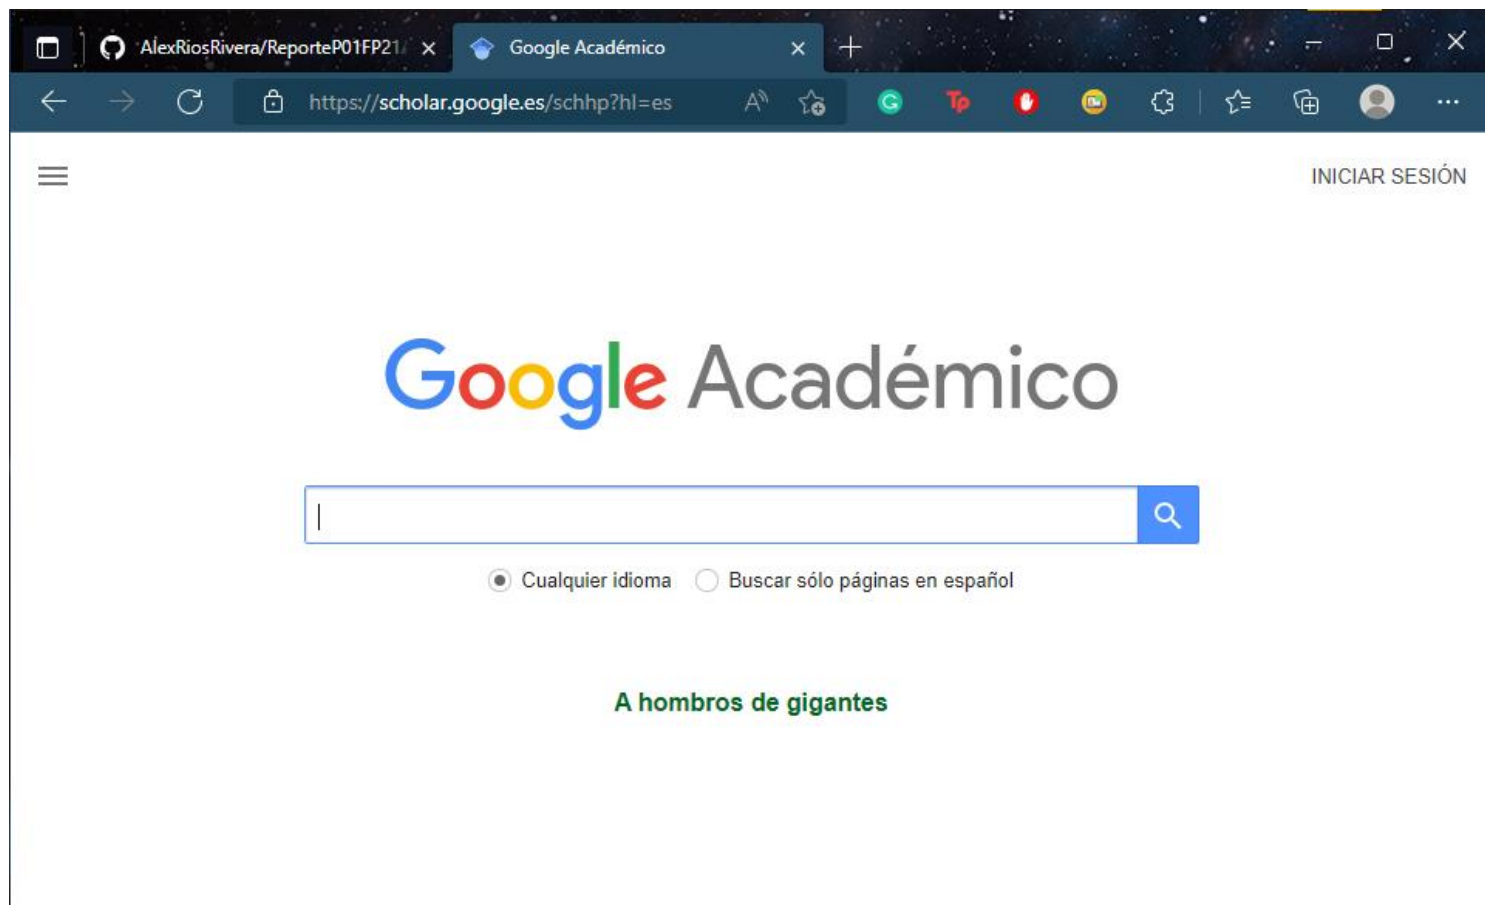 AlexRiosRivera/ReporteP01FP21/
Google Académico
https://scholar.google.es/schhp?hl=es
INICIAR SESIÓN
Google Académico
Cualquier idioma
Buscar sólo páginas en español
A hombros de gigantes